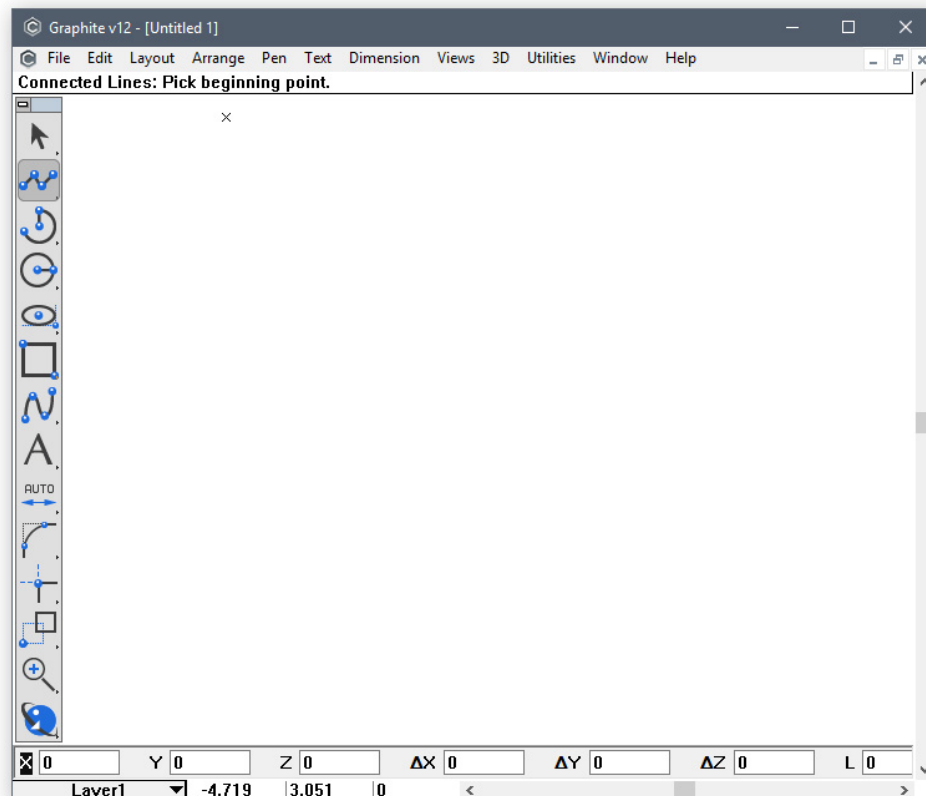 Graphite v12 - [Untitled 1]
File Edit Layout Arrange Pen Text Dimension Views 3D Utilities Window Help
Connected Lines: Pick beginning point.
A
AUTO
X 0 Y 0 Z 0 ΔX 0 ΔY 0 ΔZ 0 L 0
Layer1 -4.719 3.051 0